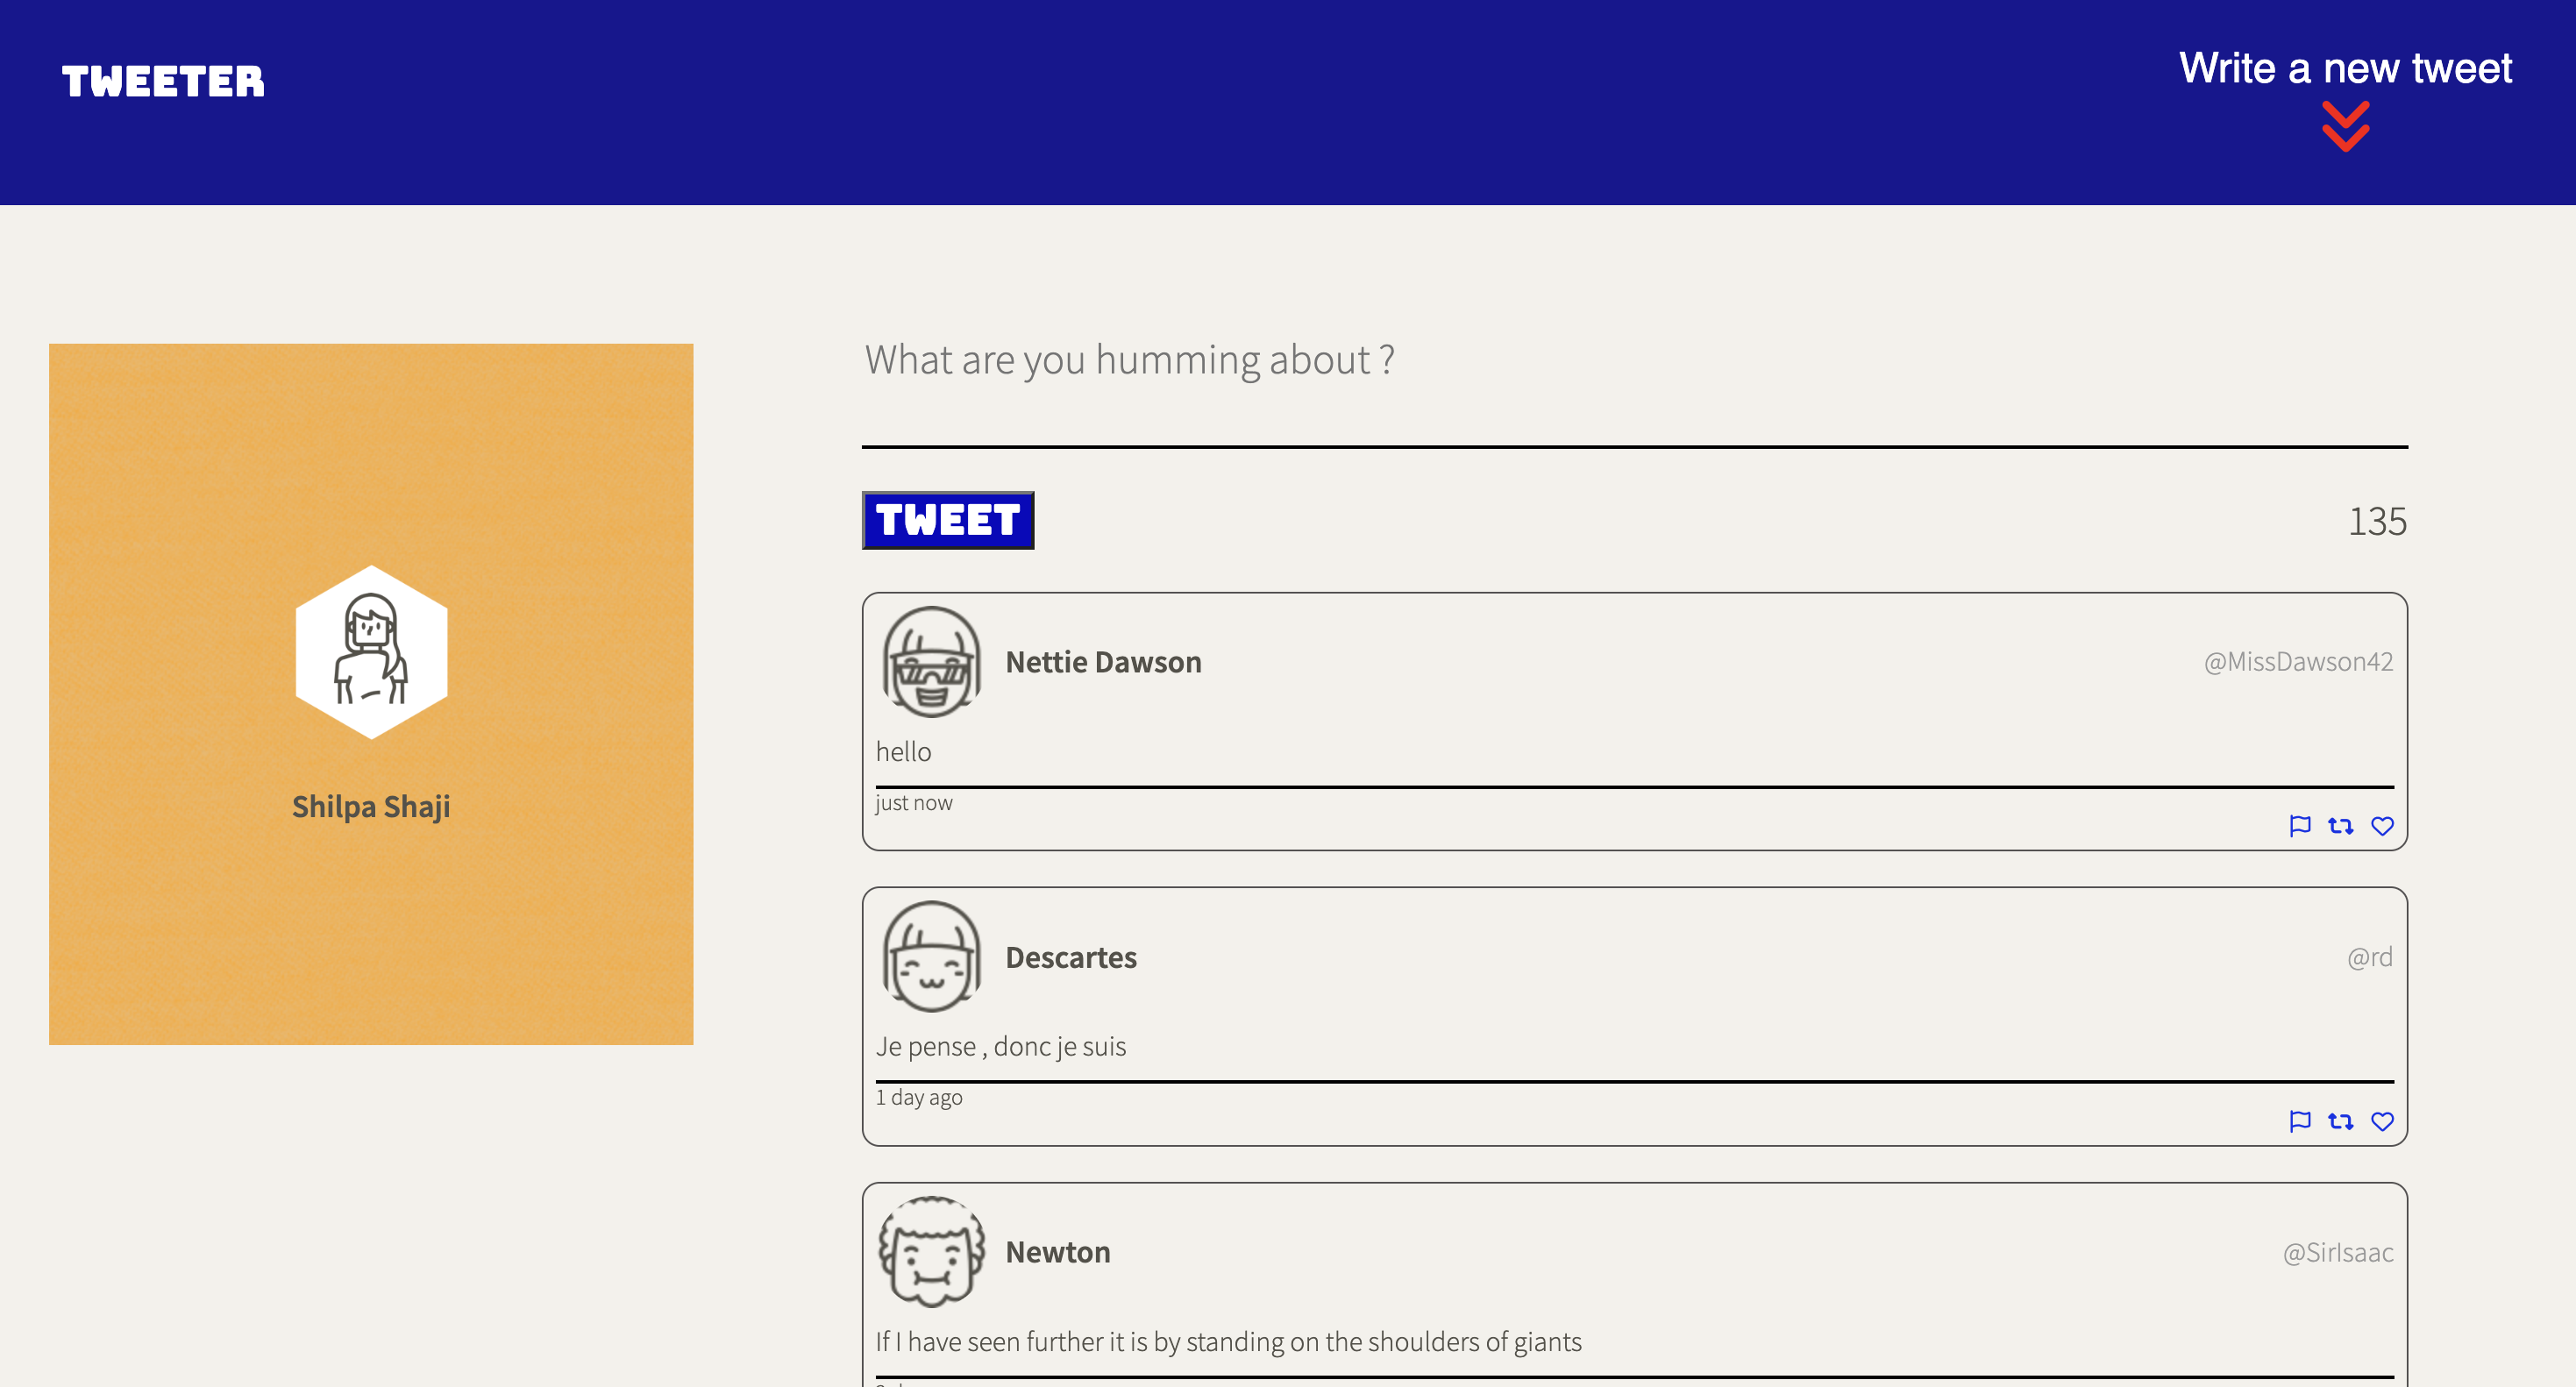 TWEETER
Write a new tweet
Shilpa Shaji
What are you humming about ?
TWEET
135
Nettie Dawson
@MissDawson42
hello
just now
Descartes
@rd
Je pense , donc je suis
1 day ago
Newton
@SirIsaac
If I have seen further it is by standing on the shoulders of giants